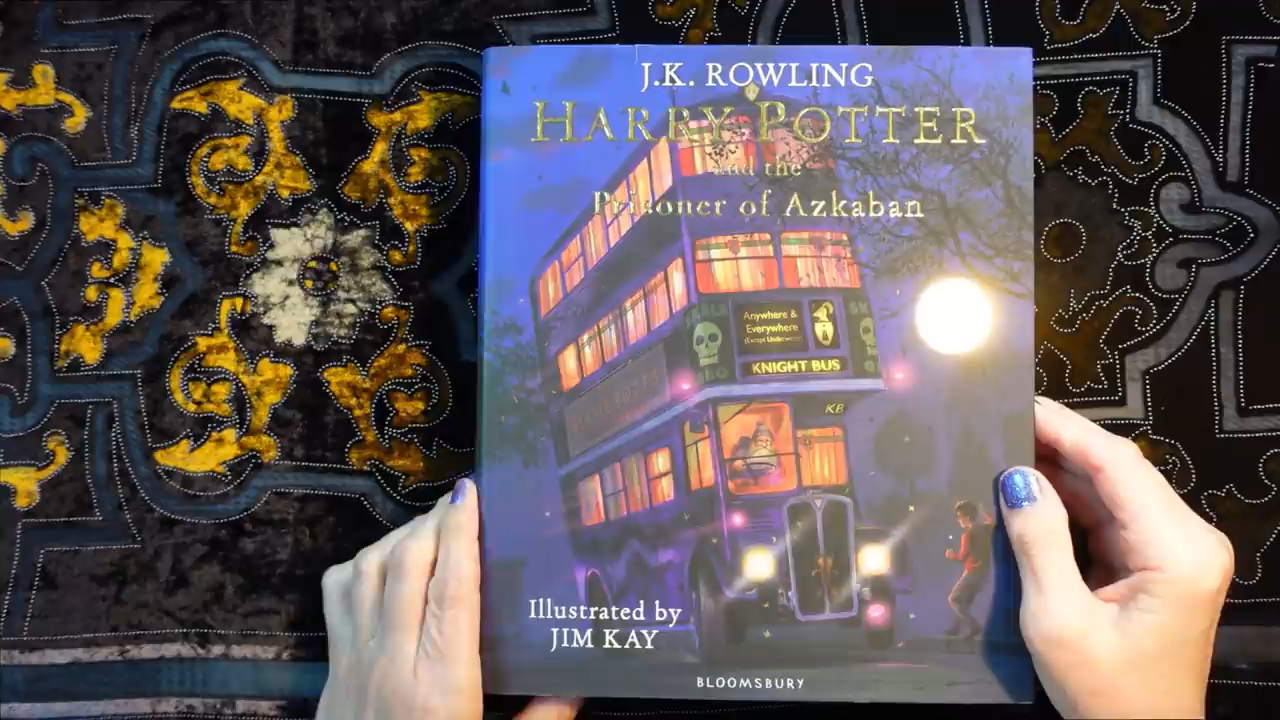 J.K. ROWLING
HARRY POTTER
and the
Prisoner of Azkaban
Anywhere &
Everywhere
(Except Underwater)
KNIGHT BUS
KB
Illustrated by
JIM KAY
BLOOMSBURY